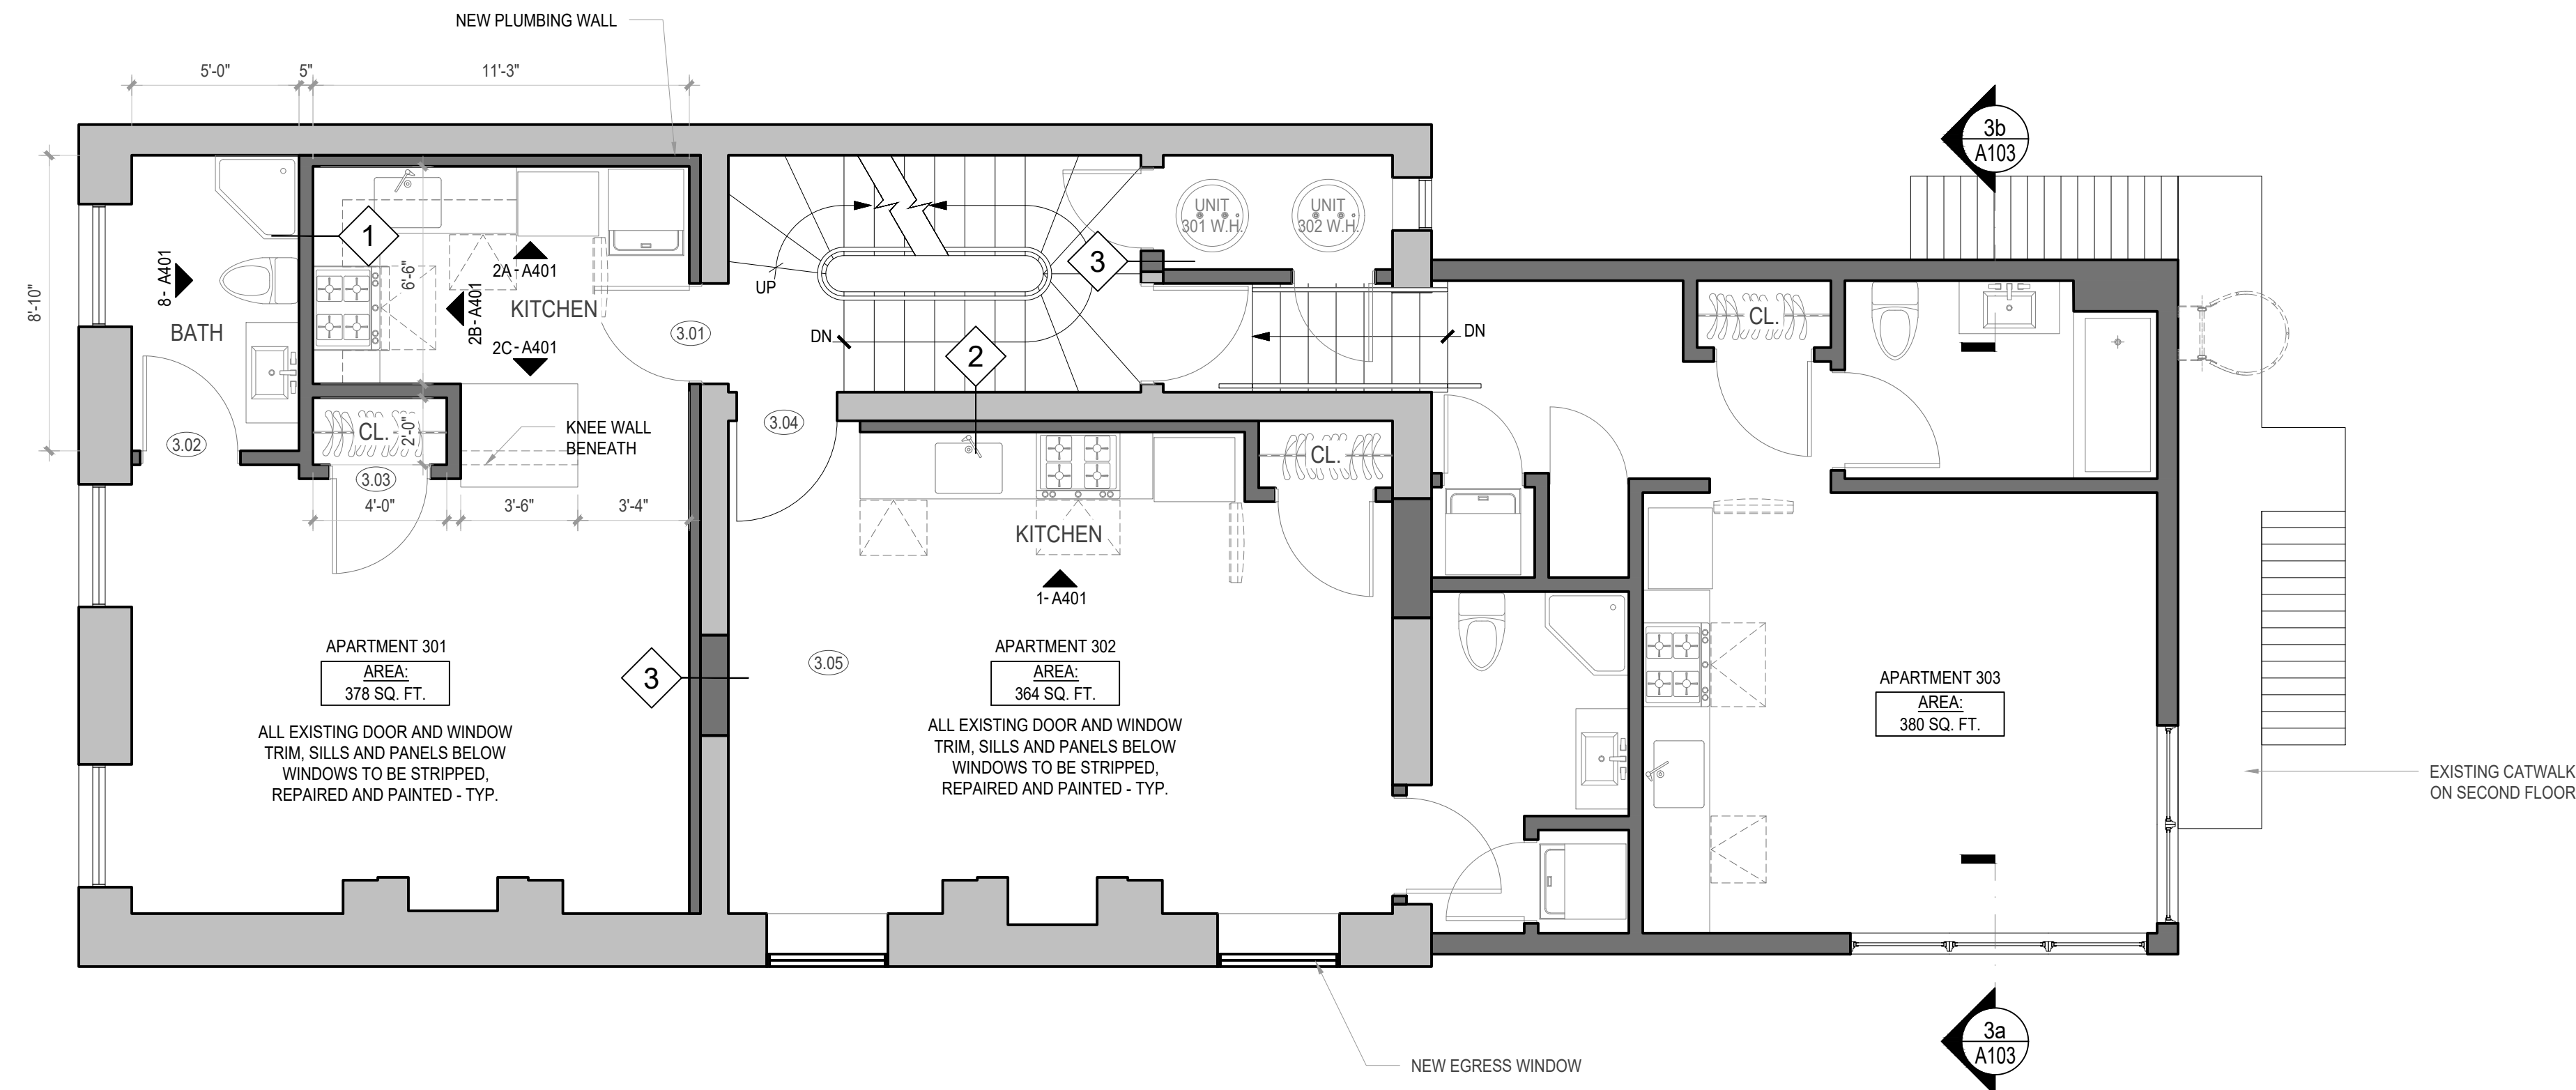 NEW PLUMBING WALL
5'-0"
5"
11'-3"
3b
A103
8'-10"
1
8- A401
BATH
6'-6"
2A-A401
2B-A401
KITCHEN
2C-A401
3.01
UP
DN
UNIT
301 W.H.
UNIT
302 W.H.
3
DN
2
CL.
3.02
CL.
2'-0"
KNEE WALL
BENEATH
3.03
4'-0"
3'-6"
3'-4"
3.04
CL.
KITCHEN
1-A401
APARTMENT 301
AREA:
378 SQ. FT.
ALL EXISTING DOOR AND WINDOW
TRIM, SILLS AND PANELS BELOW
WINDOWS TO BE STRIPPED,
REPAIRED AND PAINTED - TYP.
3
3.05
APARTMENT 302
AREA:
364 SQ. FT.
ALL EXISTING DOOR AND WINDOW
TRIM, SILLS AND PANELS BELOW
WINDOWS TO BE STRIPPED,
REPAIRED AND PAINTED - TYP.
APARTMENT 303
AREA:
380 SQ. FT.
EXISTING CATWALK
ON SECOND FLOOR
NEW EGRESS WINDOW
3a
A103